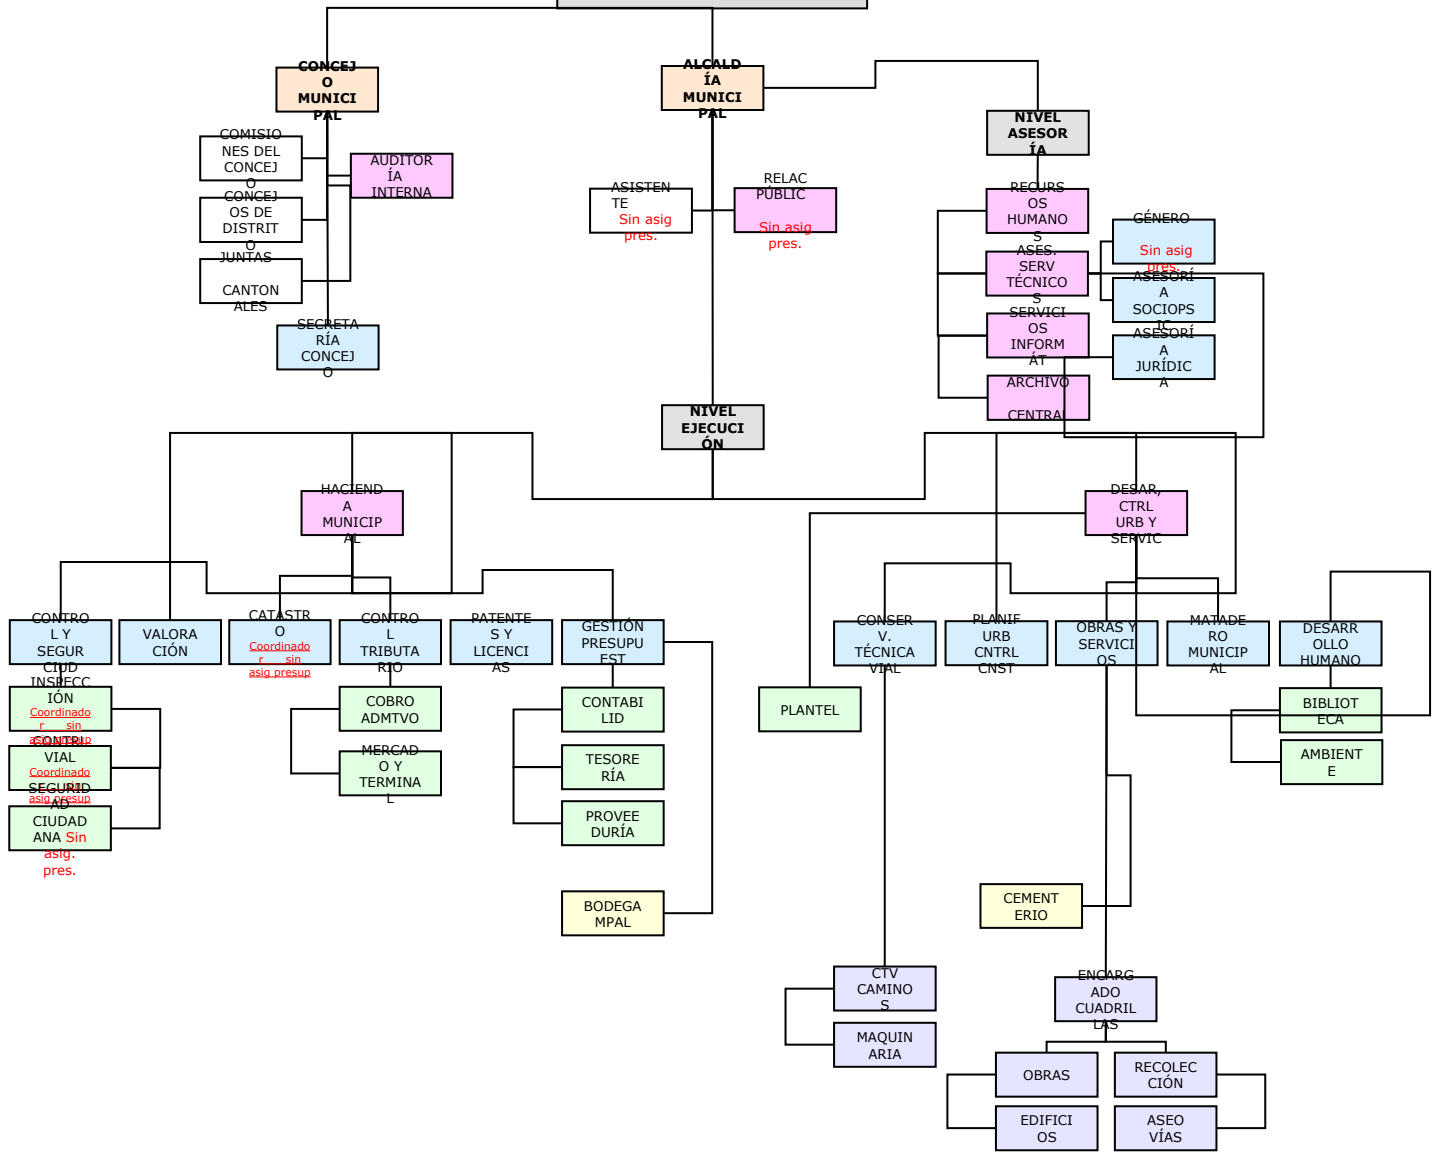 CONCEJ
O
MUNICI
PAL
ALCALD
ÍA
MUNICI
PAL
NIVEL
ASESOR
ÍA
COMISIO
NES DEL
CONCEJ
O
AUDITOR
ÍA
INTERNA
CONCEJ
OS DE
DISTRIT
O
JUNTAS
CANTON
ALES
SECRETA
RÍA
CONCEJ
O
ASISTEN
TE
Sin asig
pres.
RELAC
PÚBLIC
Sin asig
pres.
RECURS
OS
HUMANO
S
ASES.
SERV
TÉCNICO
S
SERVICI
OS
INFORM
ÁT
ARCHIVO
CENTRAL
GÉNERO
Sin asig
pres.
ASESORÍ
A
SOCIOPS
IC
ASESORÍ
A
JURÍDIC
A
NIVEL
EJECUCI
ÓN
HACIEND
A
MUNICIP
AL
DESAR,
CTRL
URB Y
SERVIC
CONTRO
L Y
SEGUR
CIUD
VALORA
CIÓN
CATASTR
O
Coordinado
r sin
asig presup
CONTRO
L
TRIBUTA
RIO
PATENTE
S Y
LICENCI
AS
GESTIÓN
PRESUPU
EST
CONSER
V.
TÉCNICA
VIAL
PLANIF
URB
CNTRL
CNST
OBRAS Y
SERVICI
OS
MATADE
RO
MUNICIP
AL
DESARR
OLLO
HUMANO
INSPECC
IÓN
Coordinado
r sin
asig presup
CONTRL
VIAL
Coordinado
r sin
asig presup
SEGURID
AD
CIUDAD
ANA Sin
asig.
pres.
COBRO
ADMTVO
MERCAD
O Y
TERMINA
L
CONTABI
LID
TESORE
RÍA
PROVEE
DURÍA
BODEGA
MPAL
PLANTEL
BIBLIOT
ECA
AMBIENT
E
CEMENT
ERIO
CTV
CAMINO
S
MAQUIN
ARIA
ENCARG
ADO
CUADRIL
LAS
OBRAS
RECOLEC
CIÓN
EDIFICI
OS
ASEO
VÍAS